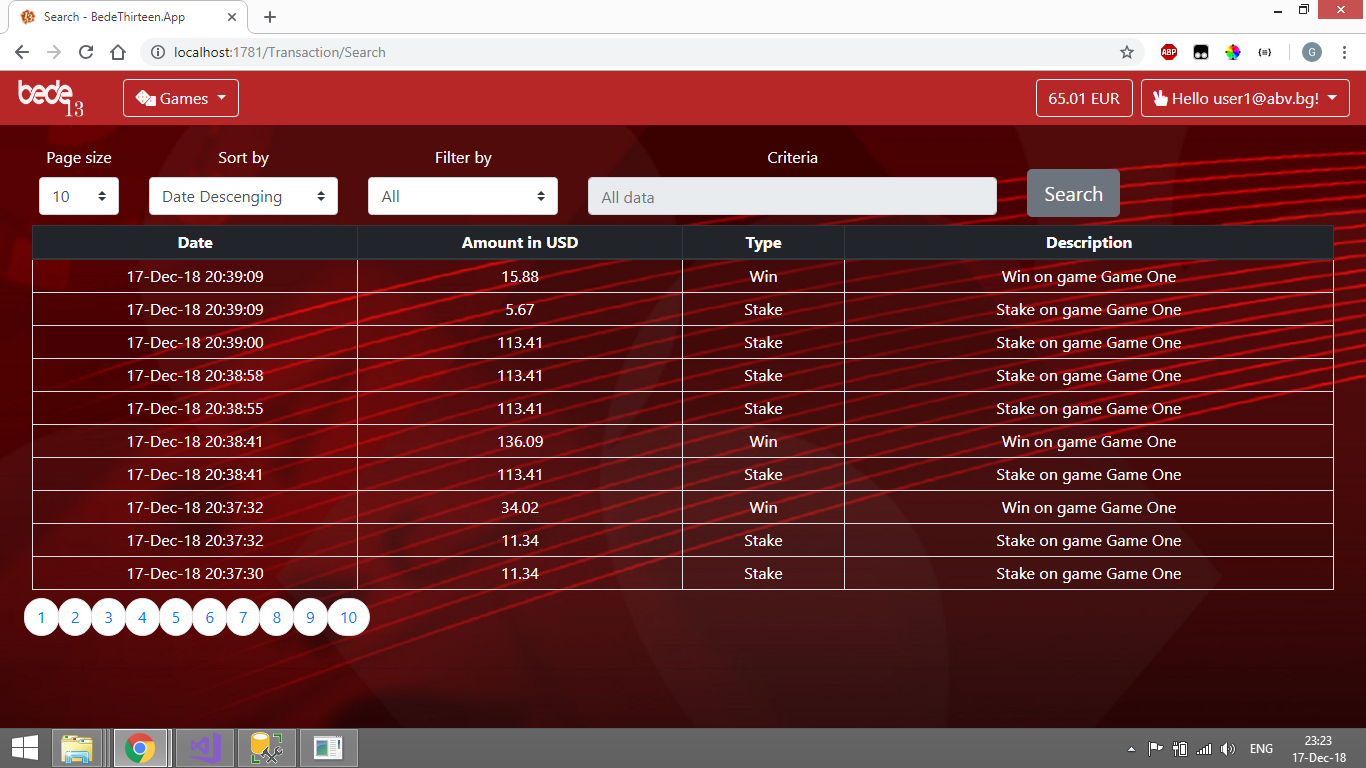 Search - BedeThirteen.App
localhost:1781/Transaction/Search
ABP
G
bede 13
Games
65.01 EUR
Hello user1@abv.bg!
Page size Sort by Filter by Criteria
10 Date Descenging All All data Search
Date Amount in USD Type Description
17-Dec-18 20:39:09 15.88 Win Win on game Game One
17-Dec-18 20:39:09 5.67 Stake Stake on game Game One
17-Dec-18 20:39:00 113.41 Stake Stake on game Game One
17-Dec-18 20:38:58 113.41 Stake Stake on game Game One
17-Dec-18 20:38:55 113.41 Stake Stake on game Game One
17-Dec-18 20:38:41 136.09 Win Win on game Game One
17-Dec-18 20:38:41 113.41 Stake Stake on game Game One
17-Dec-18 20:37:32 34.02 Win Win on game Game One
17-Dec-18 20:37:32 11.34 Stake Stake on game Game One
17-Dec-18 20:37:30 11.34 Stake Stake on game Game One
1 2 3 4 5 6 7 8 9 10
ENG
23:23
17-Dec-18